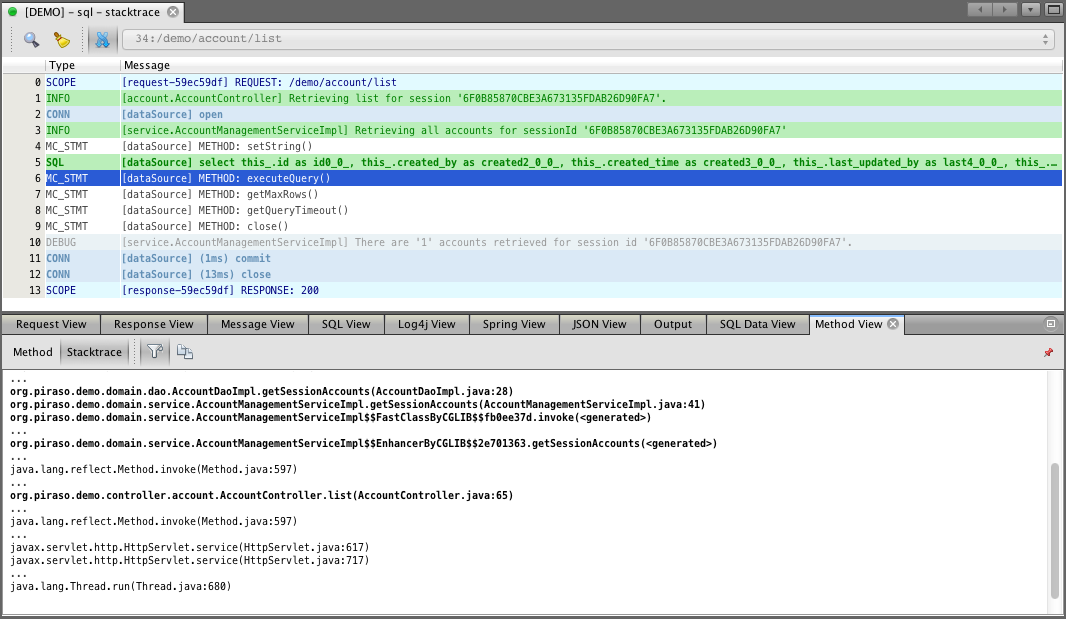 [DEMO] - sql - stacktrace
34:/demo/account/list
Type Message
0 SCOPE [request-59ec59df] REQUEST: /demo/account/list
1 INFO [account.AccountController] Retrieving list for session '6F0B85870CBE3A673135FDAB26D90FA7'.
2 CONN [dataSource] open
3 INFO [service.AccountManagementServiceImpl] Retrieving all accounts for sessionId '6F0B85870CBE3A673135FDAB26D90FA7'
4 MC_STMT [dataSource] METHOD: setString()
5 SQL [dataSource] select this_.id as id0_0_, this_.created_by as created2_0_0_, this_.created_time as created3_0_0_, this_.last_updated_by as last4_0_0_, this_....
6 MC_STMT [dataSource] METHOD: executeQuery()
7 MC_STMT [dataSource] METHOD: getMaxRows()
8 MC_STMT [dataSource] METHOD: getQueryTimeout()
9 MC_STMT [dataSource] METHOD: close()
10 DEBUG [service.AccountManagementServiceImpl] There are '1' accounts retrieved for session id '6F0B85870CBE3A673135FDAB26D90FA7'.
11 CONN [dataSource] (1ms) commit
12 CONN [dataSource] (13ms) close
13 SCOPE [response-59ec59df] RESPONSE: 200
Request View Response View Message View SQL View Log4j View Spring View JSON View Output SQL Data View Method View
Method Stacktrace
...
org.piraso.demo.domain.dao.AccountDaoImpl.getSessionAccounts(AccountDaoImpl.java:28)
org.piraso.demo.domain.service.AccountManagementServiceImpl.getSessionAccounts(AccountManagementServiceImpl.java:41)
org.piraso.demo.domain.service.AccountManagementServiceImpl$$FastClassByCGLIB$$fb0ee37d.invoke(<generated>)
...
org.piraso.demo.domain.service.AccountManagementServiceImpl$$EnhancerByCGLIB$$2e701363.getSessionAccounts(<generated>)
...
java.lang.reflect.Method.invoke(Method.java:597)
...
org.piraso.demo.controller.account.AccountController.list(AccountController.java:65)
...
java.lang.reflect.Method.invoke(Method.java:597)
...
javax.servlet.http.HttpServlet.service(HttpServlet.java:617)
javax.servlet.http.HttpServlet.service(HttpServlet.java:717)
...
java.lang.Thread.run(Thread.java:680)